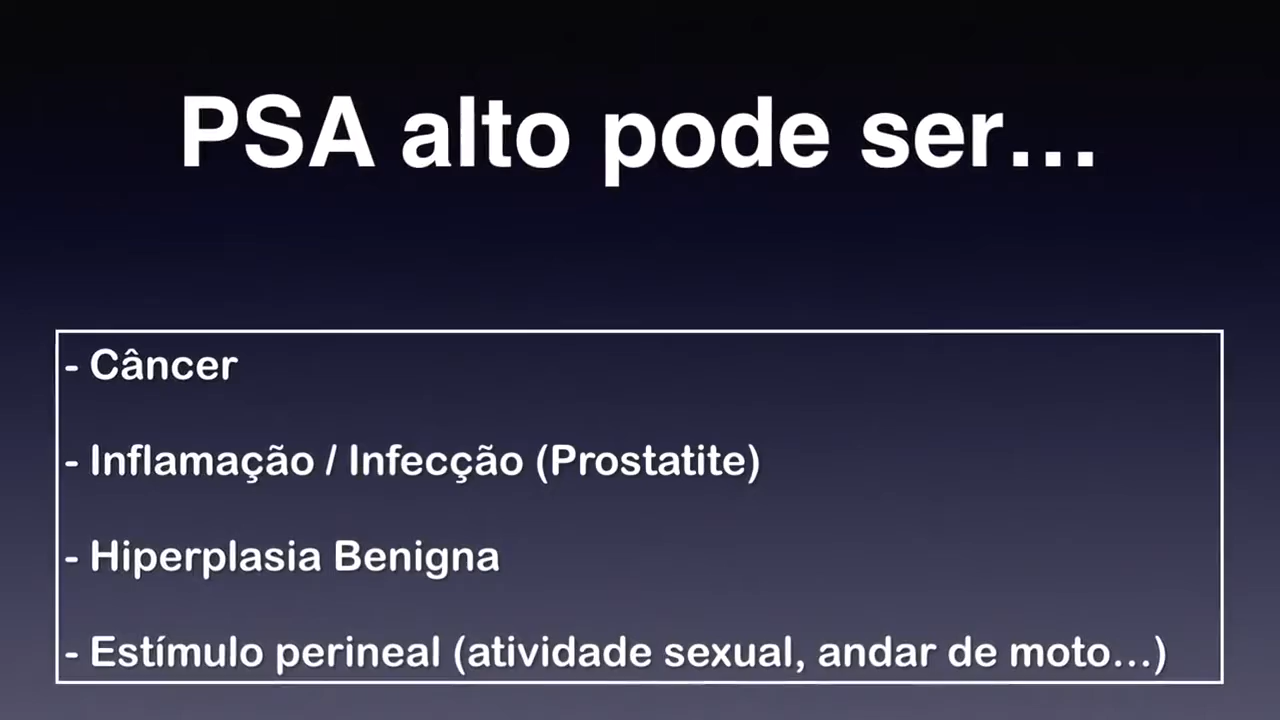 PSA alto pode ser...
- Câncer
- Inflamação / Infecção (Prostatite)
- Hiperplasia Benigna
- Estímulo perineal (atividade sexual, andar de moto...)